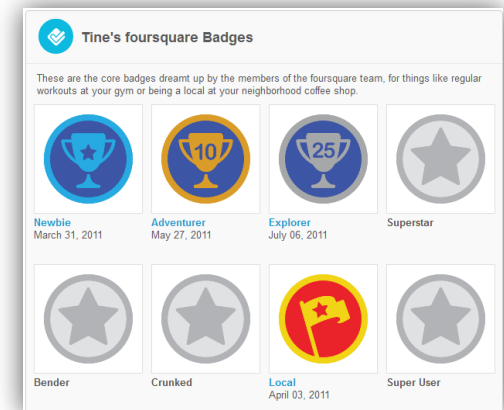 Tine's foursquare Badges
These are the core badges dreamt up by the members of the foursquare team, for things like regular
workouts at your gym or being a local at your neighborhood coffee shop.
10
25
Newbie
March 31, 2011
Adventurer
May 27, 2011
Explorer
July 06, 2011
Superstar
Bender
Crunked
Local
April 03, 2011
Super User